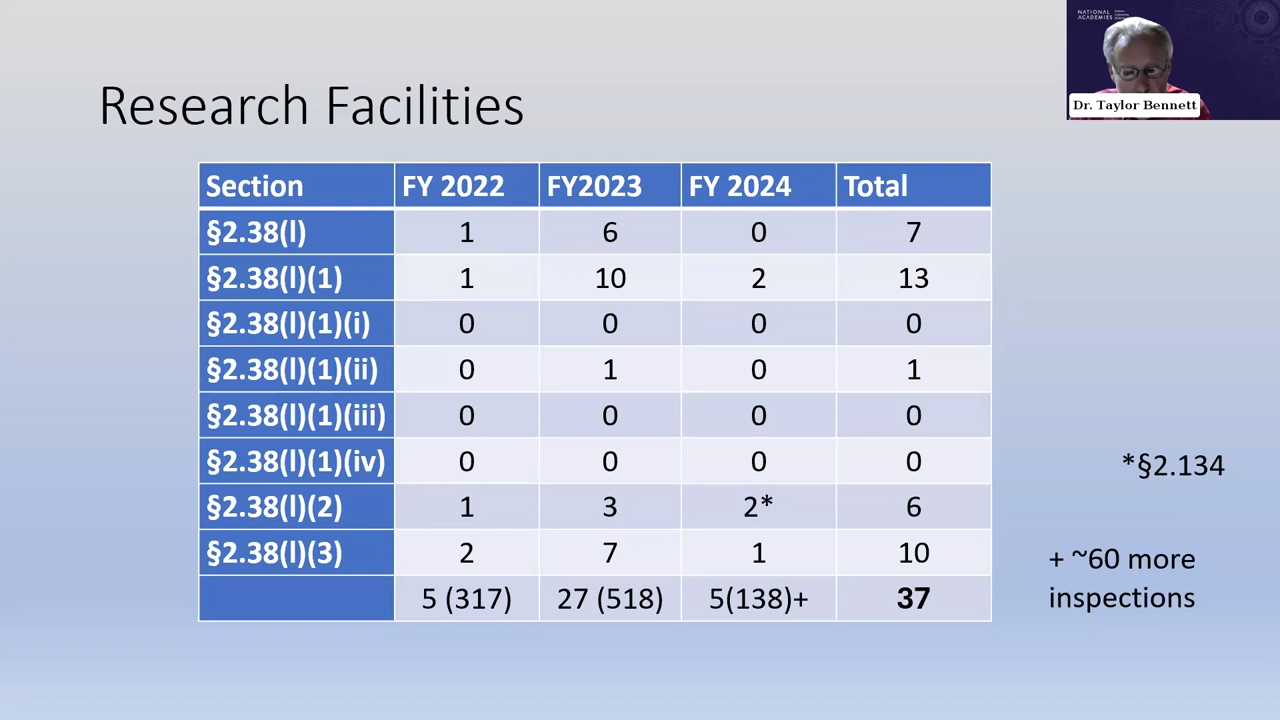 NATIONAL
ACADEMIES
Dr. Taylor Bennett
Research Facilities
Section FY 2022 FY2023 FY 2024 Total
§2.38(l) 1 6 0 7
§2.38(l)(1) 1 10 2 13
§2.38(l)(1)(i) 0 0 0 0
§2.38(l)(1)(ii) 0 1 0 1
§2.38(l)(1)(iii) 0 0 0 0
§2.38(l)(1)(iv) 0 0 0 0
*§2.134
§2.38(l)(2) 1 3 2* 6
§2.38(l)(3) 2 7 1 10
+ ~60 more
inspections
5 (317) 27 (518) 5(138)+ 37